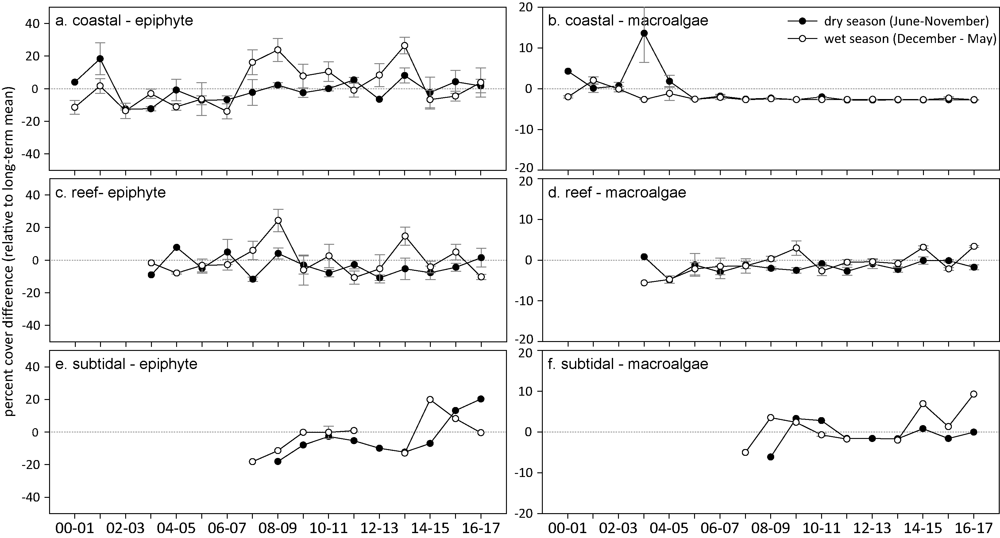 percent cover difference (relative to long-term mean)
a. coastal - epiphyte
40
20
0
-20
-40
b. coastal - macroalgae
dry season (June-November)
wet season (December - May)
20
10
0
-10
-20
c. reef- epiphyte
40
20
0
-20
-40
d. reef - macroalgae
20
10
0
-10
-20
e. subtidal - epiphyte
40
20
0
-20
-40
00-01 02-03 04-05 06-07 08-09 10-11 12-13 14-15 16-17
f. subtidal - macroalgae
20
10
0
-10
-20
00-01 02-03 04-05 06-07 08-09 10-11 12-13 14-15 16-17